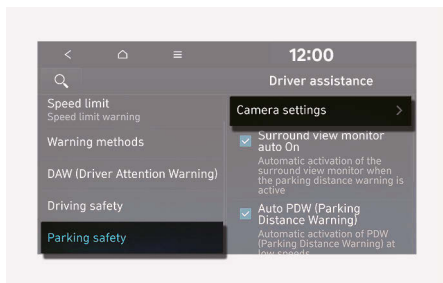 12:00
Driver assistance
Speed limit
Speed limit warning
Warning methods
DAW (Driver Attention Warning)
Driving safety
Parking safety
Camera settings
Surround view monitor
auto On
Automatic activation of the
surround view monitor when
the parking distance warning is
active
Auto PDW (Parking
Distance Warning)
Automatic activation of PDW
(Parking Distance Warning) at
low speeds